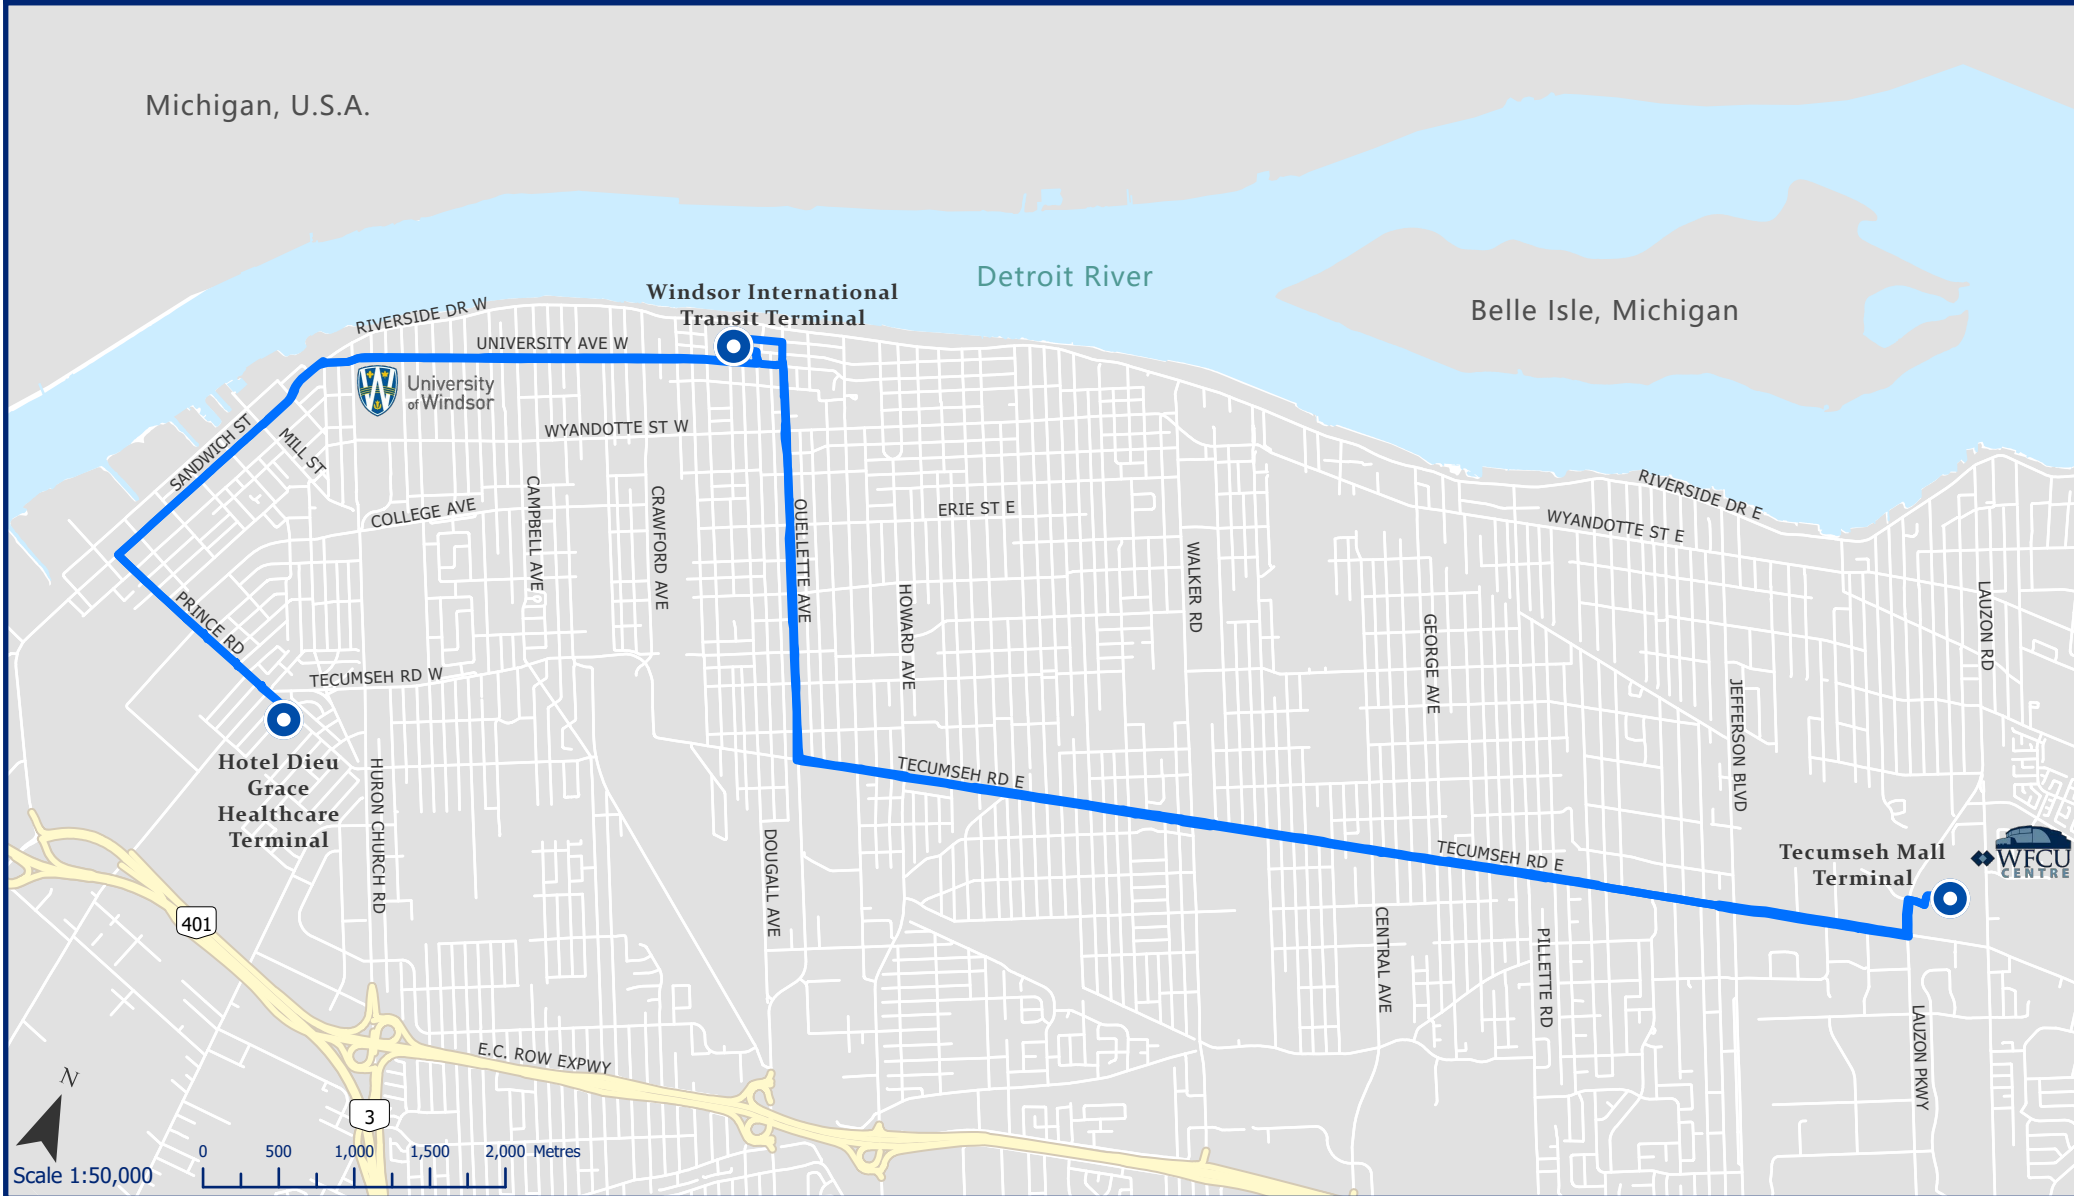 Michigan, U.S.A.
Detroit River
Belle Isle, Michigan
Windsor International
Transit Terminal
RIVERSIDE DR W
UNIVERSITY AVE W
University
of Windsor
WYANDOTTE ST W
SANDWICH ST
MILL ST
COLLEGE AVE
CAMPBELL AVE
CRAWFORD AVE
OUELLETTE AVE
ERIE ST E
HOWARD AVE
WALKER RD
GEORGE AVE
RIVERSIDE DR E
WYANDOTTE ST E
LAUZON RD
JEFFERSON BLVD
PRINCE RD
TECUMSEH RD W
Hotel Dieu
Grace
Healthcare
Terminal
HURON CHURCH RD
DOUGALL AVE
TECUMSEH RD E
TECUMSEH RD E
CENTRAL AVE
PILLETTE RD
Tecumseh Mall
Terminal
WFCU
CENTRE
LAUZON PKWY
401
E.C. ROW EXPWY
3
N
Scale 1:50,000
0 500 1,000 1,500 2,000 Metres